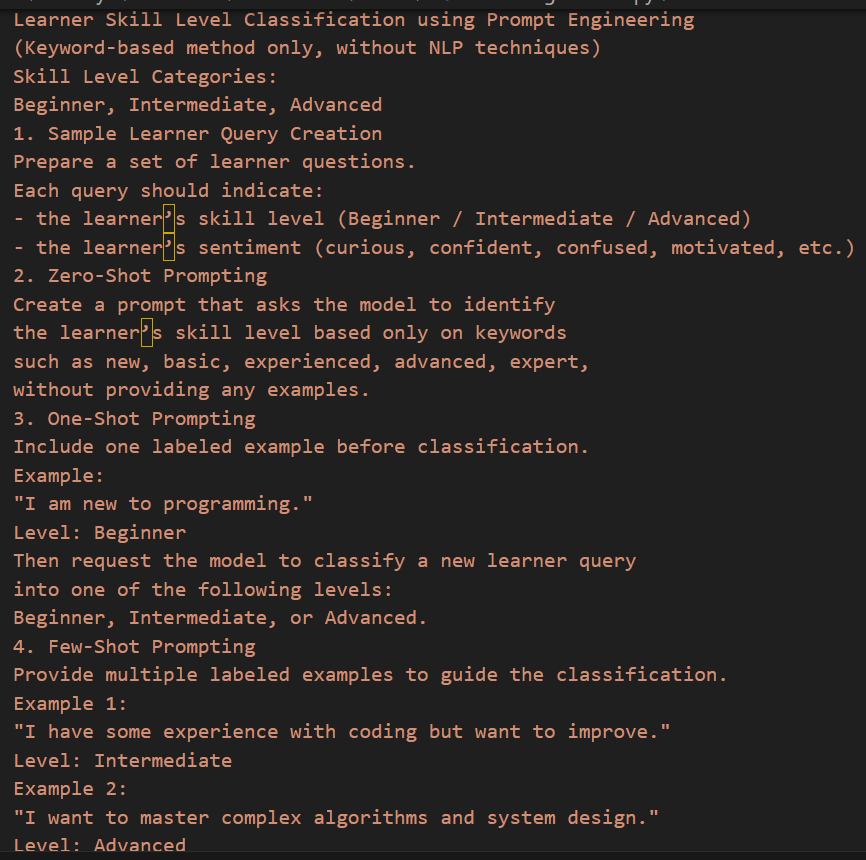 Learner Skill Level Classification using Prompt Engineering
(Keyword-based method only, without NLP techniques)
Skill Level Categories:
Beginner, Intermediate, Advanced
1. Sample Learner Query Creation
Prepare a set of learner questions.
Each query should indicate:
- the learner’s skill level (Beginner / Intermediate / Advanced)
- the learner’s sentiment (curious, confident, confused, motivated, etc.)
2. Zero-Shot Prompting
Create a prompt that asks the model to identify
the learner’s skill level based only on keywords
such as new, basic, experienced, advanced, expert,
without providing any examples.
3. One-Shot Prompting
Include one labeled example before classification.
Example:
"I am new to programming."
Level: Beginner
Then request the model to classify a new learner query
into one of the following levels:
Beginner, Intermediate, or Advanced.
4. Few-Shot Prompting
Provide multiple labeled examples to guide the classification.
Example 1:
"I have some experience with coding but want to improve."
Level: Intermediate
Example 2:
"I want to master complex algorithms and system design."
Level: Advanced